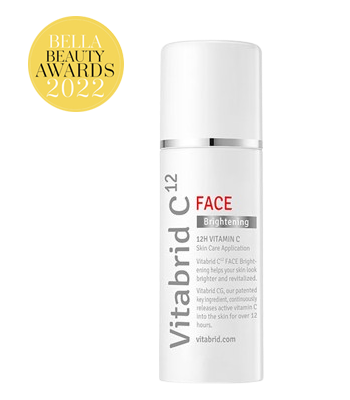 BELLA
BEAUTY
AWARDS
2022
Vitabrid C¹²
FACE
Brightening
12H VITAMIN C
Skin Care Application
Vitabrid C¹² FACE Bright-
ening helps your skin look
brighter and revitalized.
Vitabrid CG, our patented
key ingredient, continuously
releases active vitamin C
into the skin for over 12
hours.
vitabrid.com